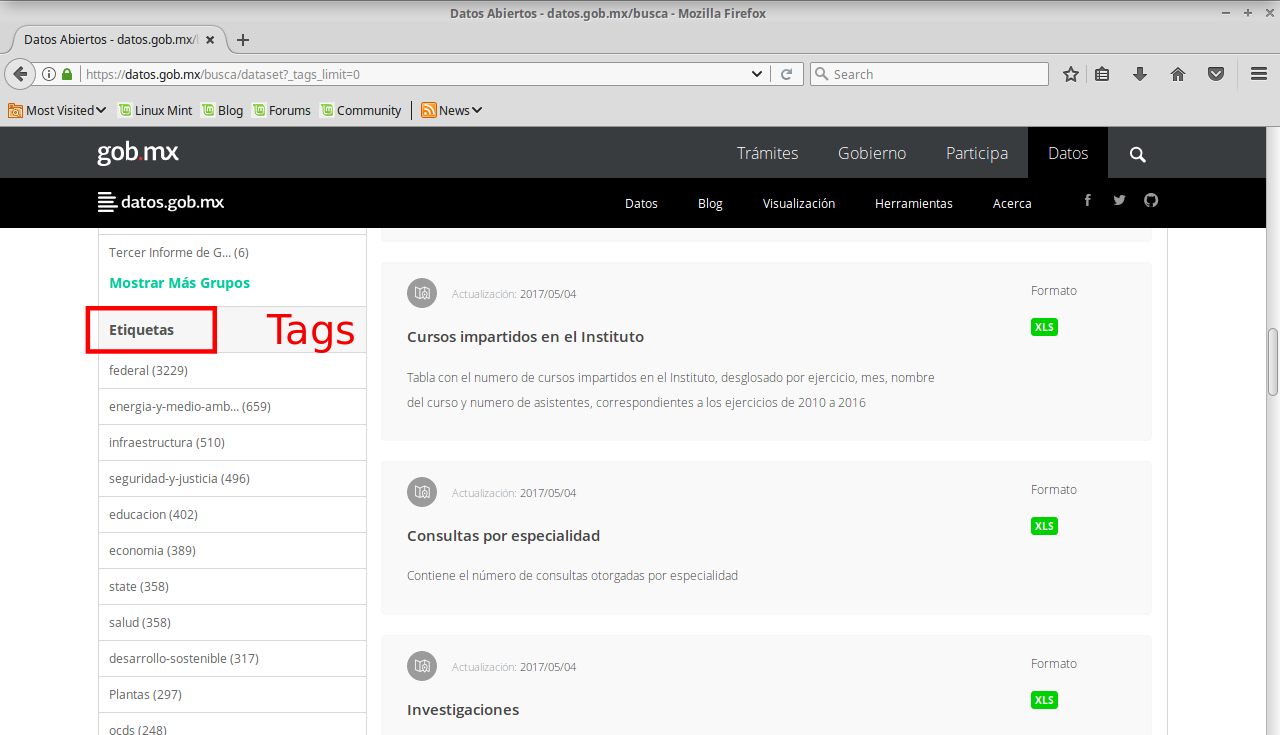 Datos Abiertos - datos.gob.mx/busca - Mozilla Firefox
Datos Abiertos - datos.gob.mx/
https://datos.gob.mx/busca/dataset?_tags_limit=0
Search
Most Visited
Linux Mint
Blog
Forums
Community
News
gob.mx
Trámites
Gobierno
Participa
Datos
datos.gob.mx
Datos
Blog
Visualización
Herramientas
Acerca
Tercer Informe de G... (6)
Mostrar Más Grupos
Etiquetas
Tags
federal (3229)
energia-y-medio-amb... (659)
infraestructura (510)
seguridad-y-justicia (496)
educacion (402)
economia (389)
state (358)
salud (358)
desarrollo-sostenible (317)
Plantas (297)
ocds (248)
Actualización: 2017/05/04
Formato
XLS
Cursos impartidos en el Instituto
Tabla con el numero de cursos impartidos en el Instituto, desglosado por ejercicio, mes, nombre
del curso y numero de asistentes, correspondientes a los ejercicios de 2010 a 2016
Actualización: 2017/05/04
Formato
XLS
Consultas por especialidad
Contiene el número de consultas otorgadas por especialidad
Actualización: 2017/05/04
Formato
XLS
Investigaciones